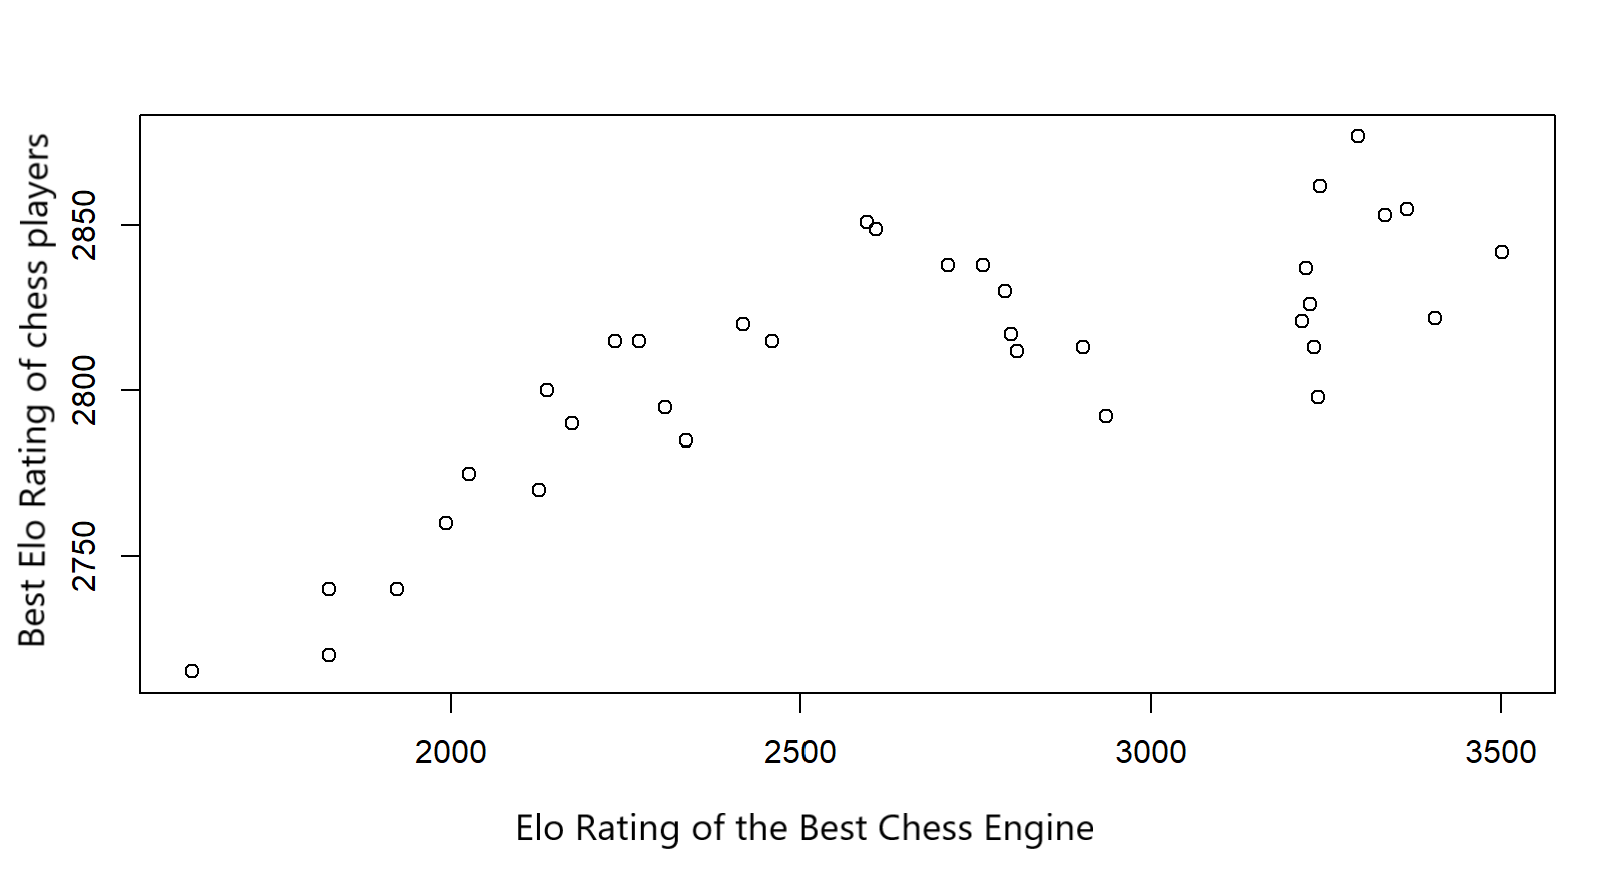 Best Elo Rating of chess players
2850
2800
2750
2000 2500 3000 3500
Elo Rating of the Best Chess Engine